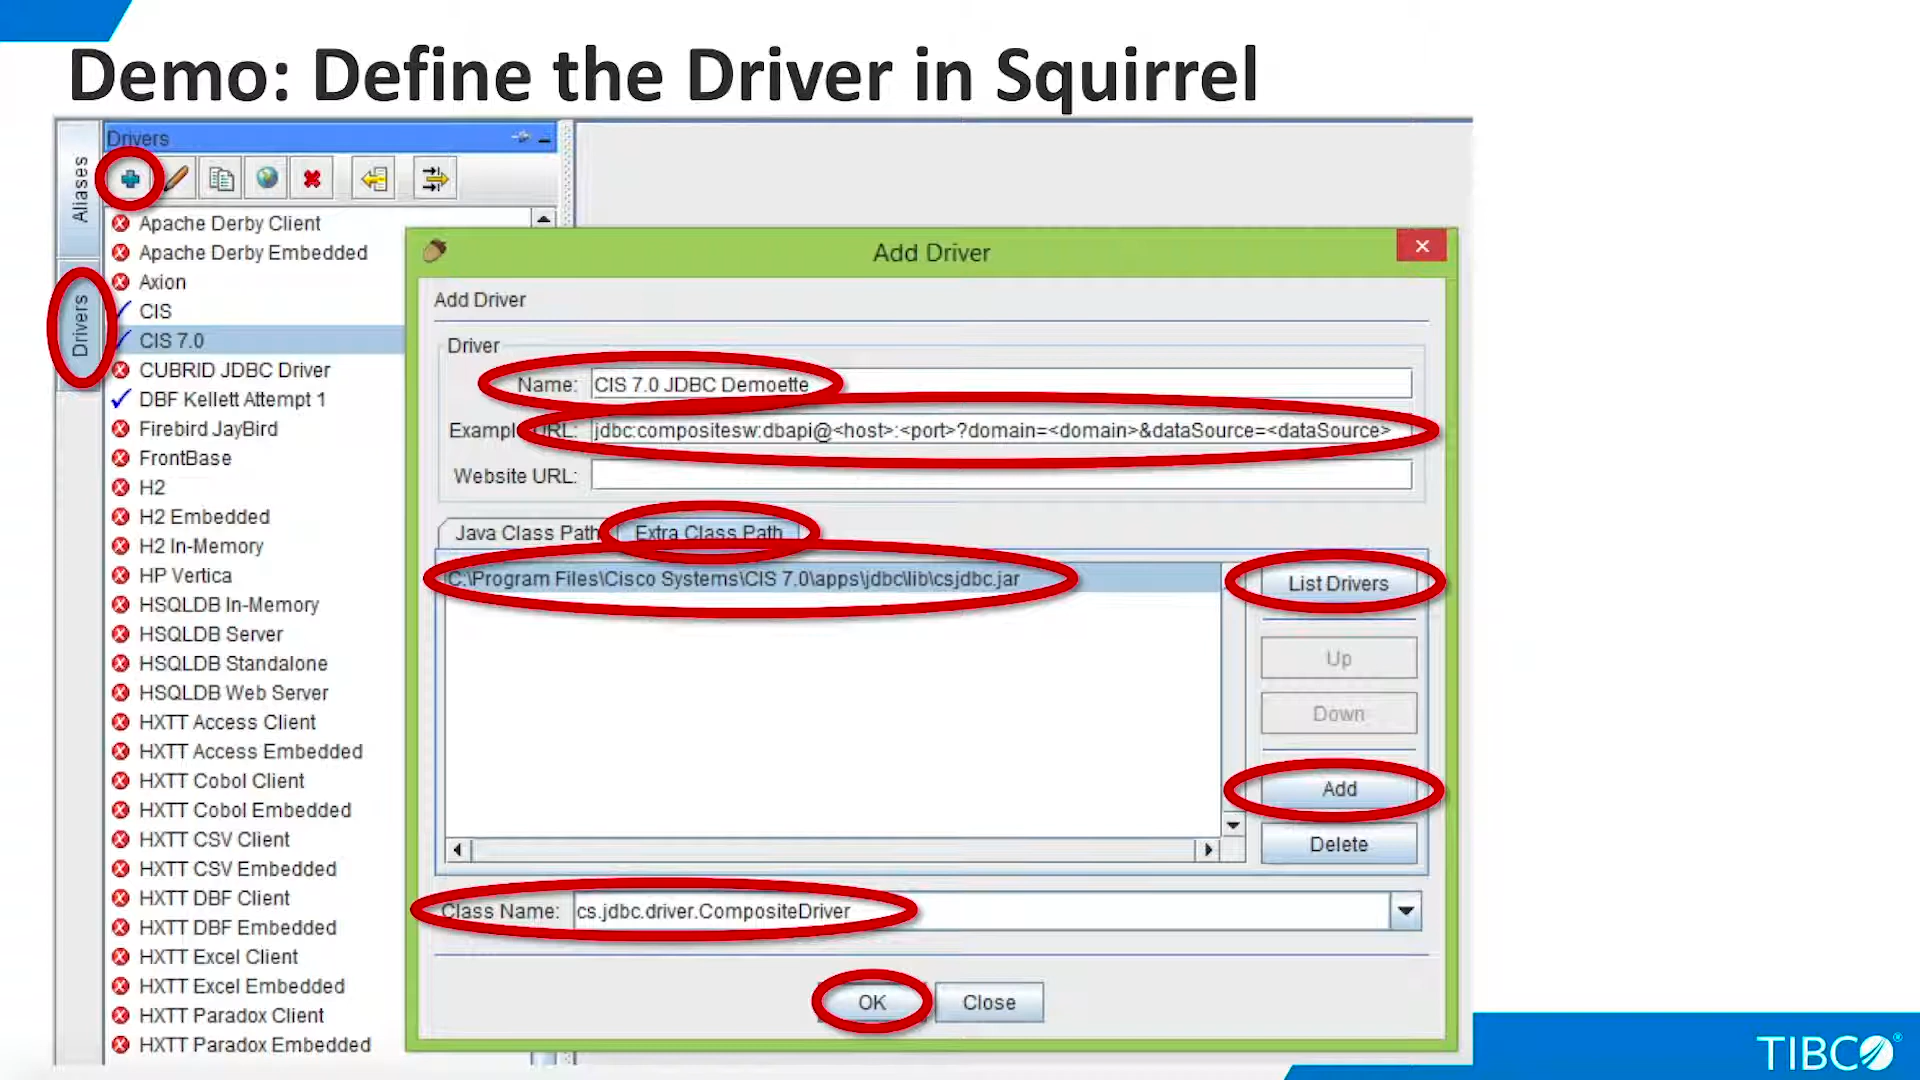 Demo: Define the Driver in Squirrel
Aliases
Drivers
Drivers
Apache Derby Client
Apache Derby Embedded
Axion
CIS
CIS 7.0
CUBRID JDBC Driver
DBF Kellett Attempt 1
Firebird JayBird
FrontBase
H2
H2 Embedded
H2 In-Memory
HP Vertica
HSQLDB In-Memory
HSQLDB Server
HSQLDB Standalone
HSQLDB Web Server
HXTT Access Client
HXTT Access Embedded
HXTT Cobol Client
HXTT Cobol Embedded
HXTT CSV Client
HXTT CSV Embedded
HXTT DBF Client
HXTT DBF Embedded
HXTT Excel Client
HXTT Excel Embedded
HXTT Paradox Client
HXTT Paradox Embedded
Add Driver
Add Driver
Driver
Name: CIS 7.0 JDBC Demoette
Example URL: jdbc:compositesw:dbapi@<host>:<port>?domain=<domain>&dataSource=<dataSource>
Website URL:
Java Class Path Extra Class Path
C:\Program Files\Cisco Systems\CIS 7.0\apps\jdbc\lib\csjdbc.jar
List Drivers
Up
Down
Add
Delete
Class Name: cs.jdbc.driver.CompositeDriver
OK Close
TIBCO®